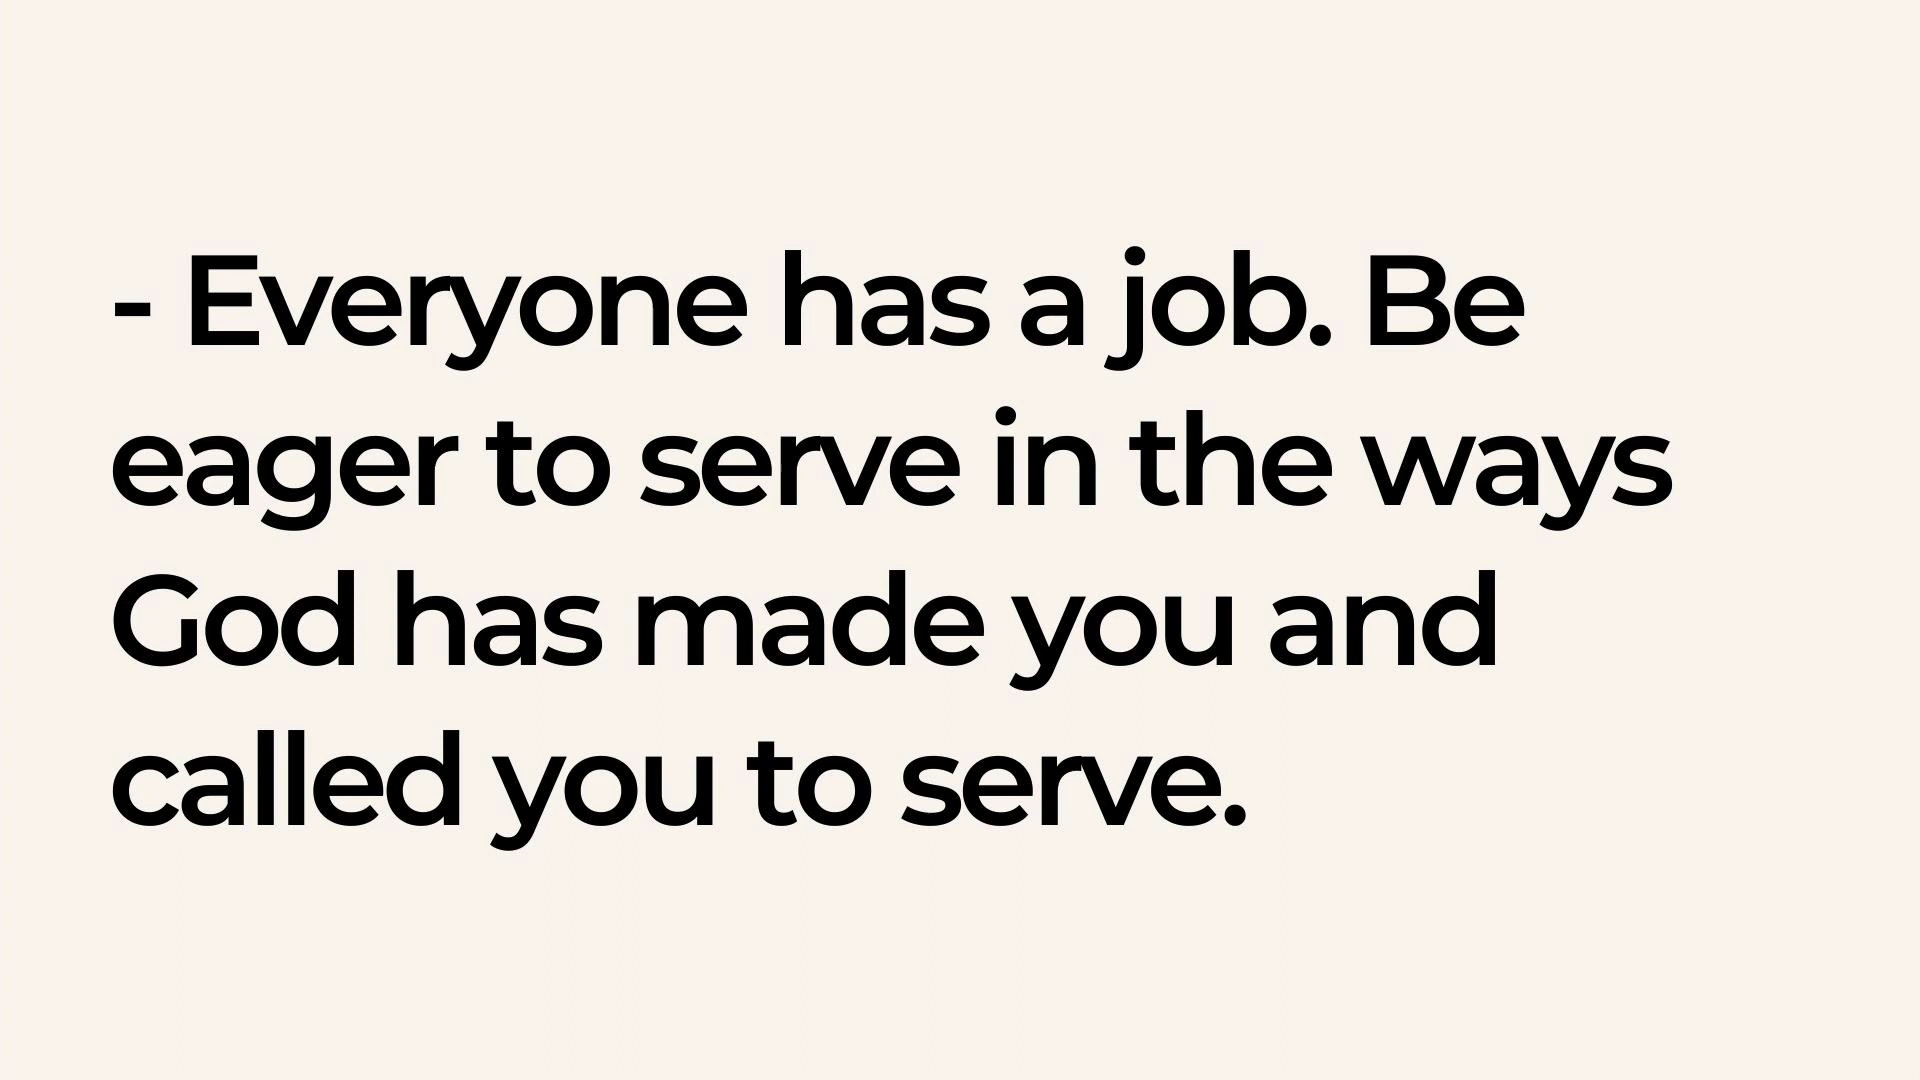 - Everyone has a job. Be
eager to serve in the ways
God has made you and
called you to serve.